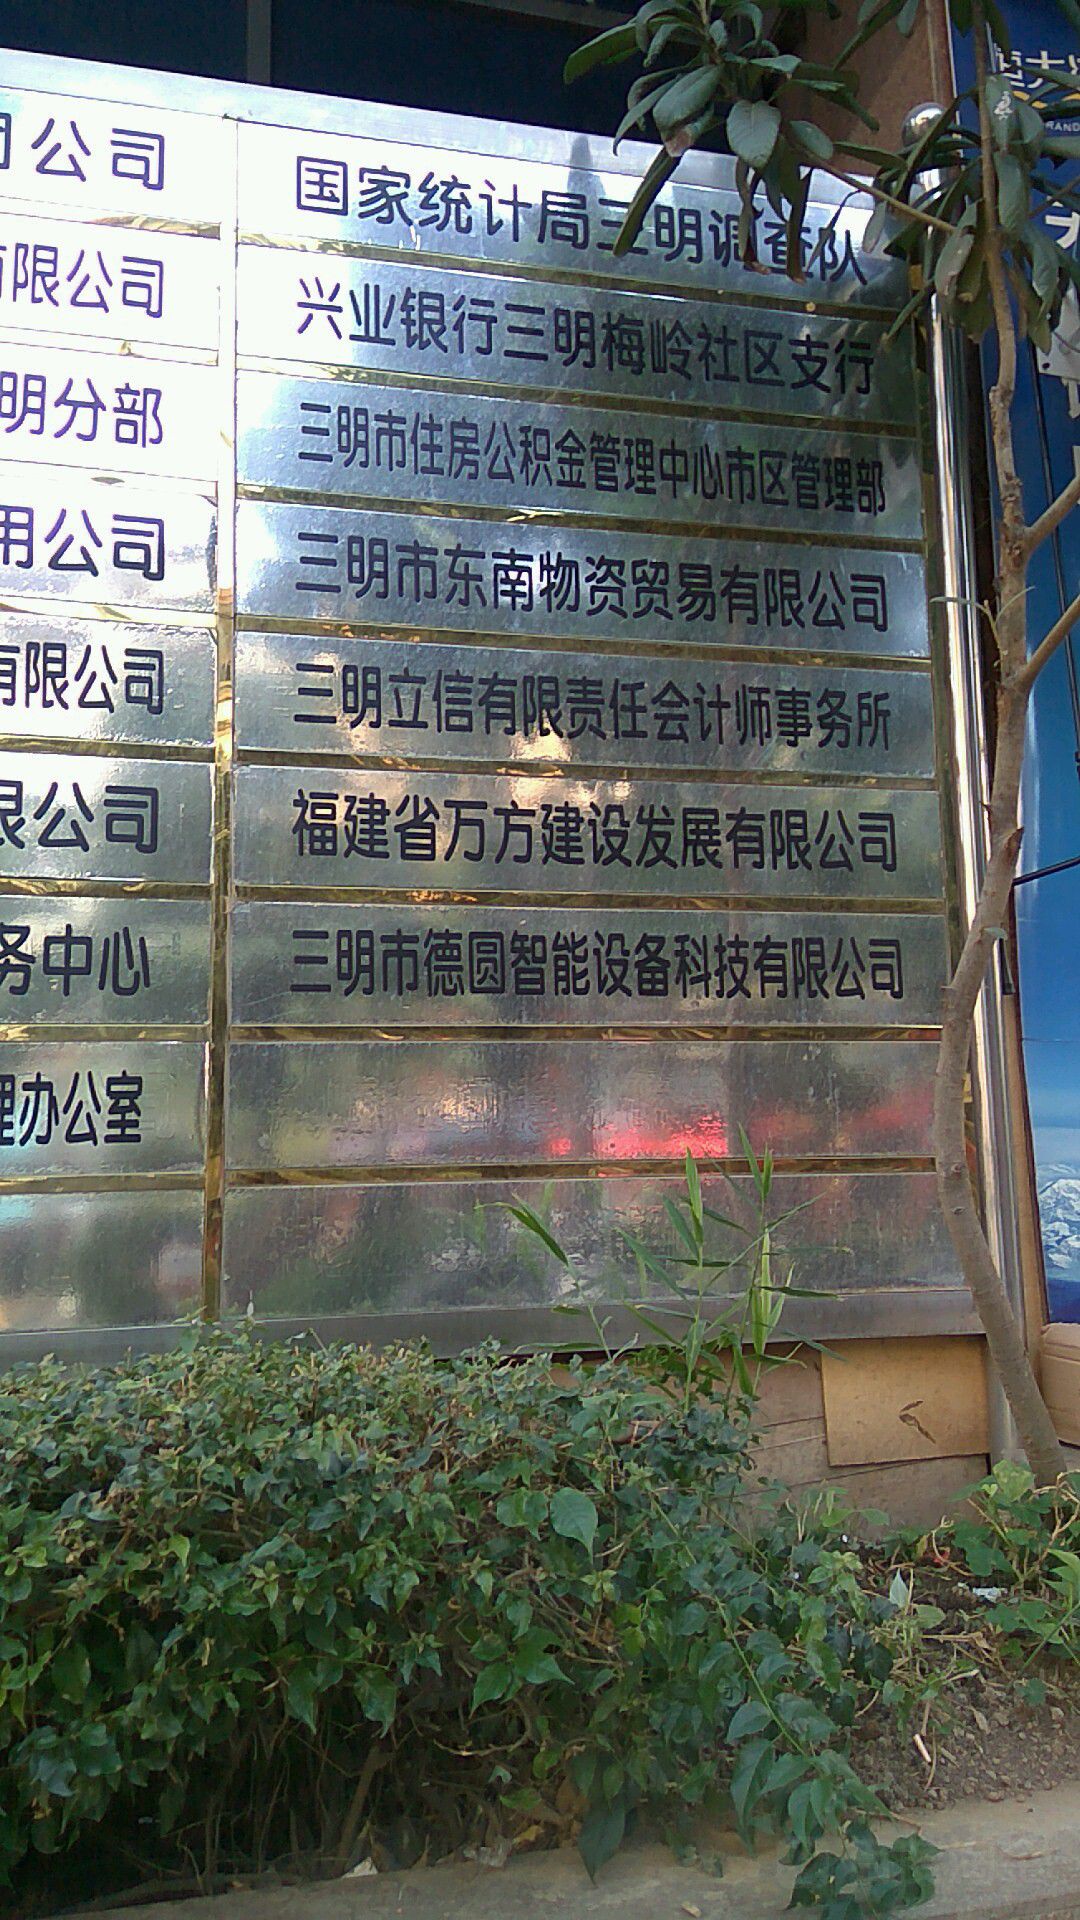 公司
国家统计局三明调查队
有限公司
兴业银行三明梅岭社区支行
明分部
三明市住房公积金管理中心市区管理部
用公司
三明市东南物资贸易有限公司
有限公司
三明立信有限责任会计师事务所
限公司
福建省万方建设发展有限公司
务中心
三明市德圆智能设备科技有限公司
理办公室